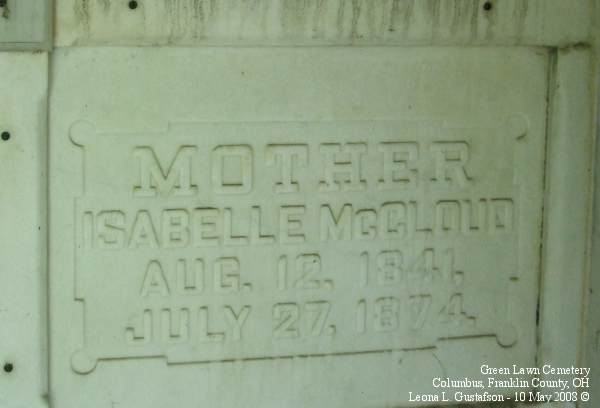 MOTHER
ISABELLE McCLOUD
AUG. 12, 1841.
JULY 27, 1874.
Green Lawn Cemetery
Columbus, Franklin County, OH
Leona L. Gustafson - 10 May 2003 ©